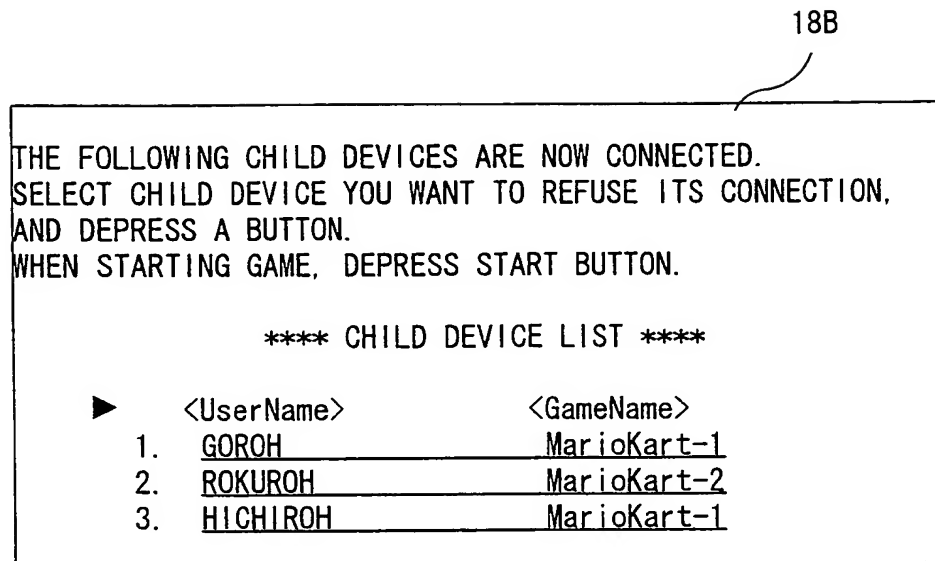 18B
THE FOLLOWING CHILD DEVICES ARE NOW CONNECTED.
SELECT CHILD DEVICE YOU WANT TO REFUSE ITS CONNECTION,
AND DEPRESS A BUTTON.
WHEN STARTING GAME, DEPRESS START BUTTON.
**** CHILD DEVICE LIST ****
► <UserName> <GameName>
1. GOROH MarioKart-1
2. ROKUROH MarioKart-2
3. HICHIROH MarioKart-1